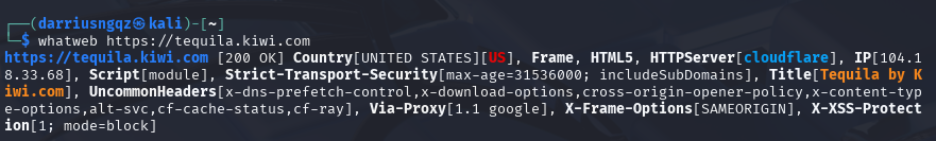 ┌──(darriusngqz㉿kali)-[~]
└─$ whatweb https://tequila.kiwi.com
https://tequila.kiwi.com [200 OK] Country[UNITED STATES][US], Frame, HTML5, HTTPServer[cloudflare], IP[104.1
8.33.68], Script[module], Strict-Transport-Security[max-age=31536000; includeSubDomains], Title[Tequila by K
iwi.com], UncommonHeaders[x-dns-prefetch-control,x-download-options,cross-origin-opener-policy,x-content-typ
e-options,alt-svc,cf-cache-status,cf-ray], Via-Proxy[1.1 google], X-Frame-Options[SAMEORIGIN], X-XSS-Protect
ion[1; mode=block]